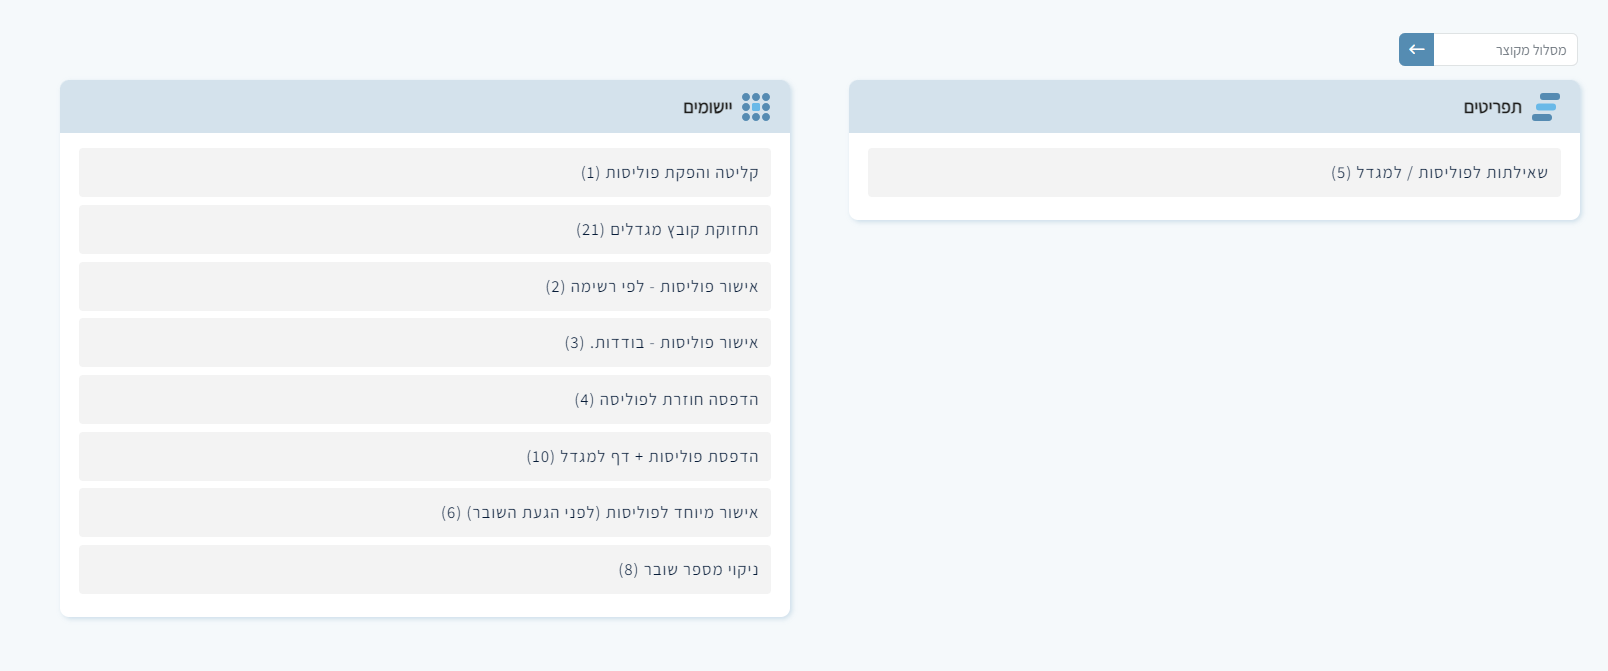 מסלול מקוצר
תפריטים
שאילתות לפוליסות / למגדל (5)
יישומים
קליטה והפקת פוליסות (1)
תחזוקת קובץ מגדלים (21)
אישור פוליסות - לפי רשימה (2)
אישור פוליסות - בודדות. (3)
הדפסה חוזרת לפוליסה (4)
הדפסת פוליסות + דף למגדל (10)
אישור מיוחד לפוליסות (לפני הגעת השובר) (6)
ניקוי מספר שובר (8)